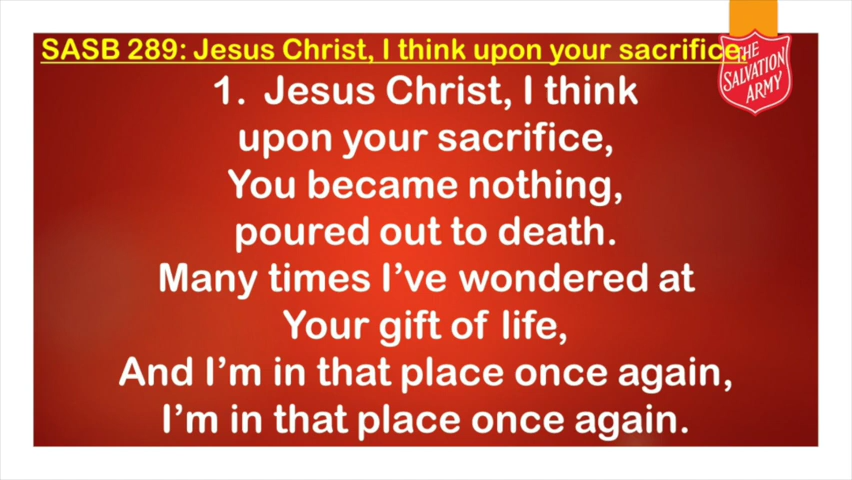 SASB 289: Jesus Christ, I think upon your sacrifice.
THE
SALVATION
ARMY
1. Jesus Christ, I think
upon your sacrifice,
You became nothing,
poured out to death.
Many times I’ve wondered at
Your gift of life,
And I’m in that place once again,
I’m in that place once again.